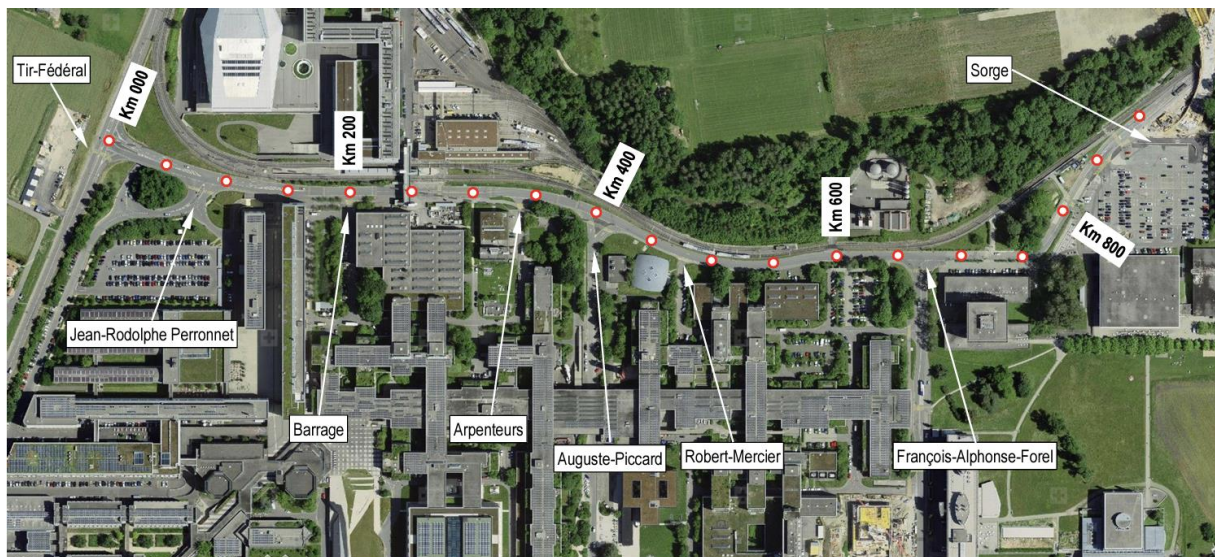 Tir-Fédéral
Km 000
Km 200
Km 400
Km 600
Sorge
Km 800
Jean-Rodolphe Perronnet
Barrage
Arpenteurs
Auguste-Piccard
Robert-Mercier
François-Alphonse-Forel